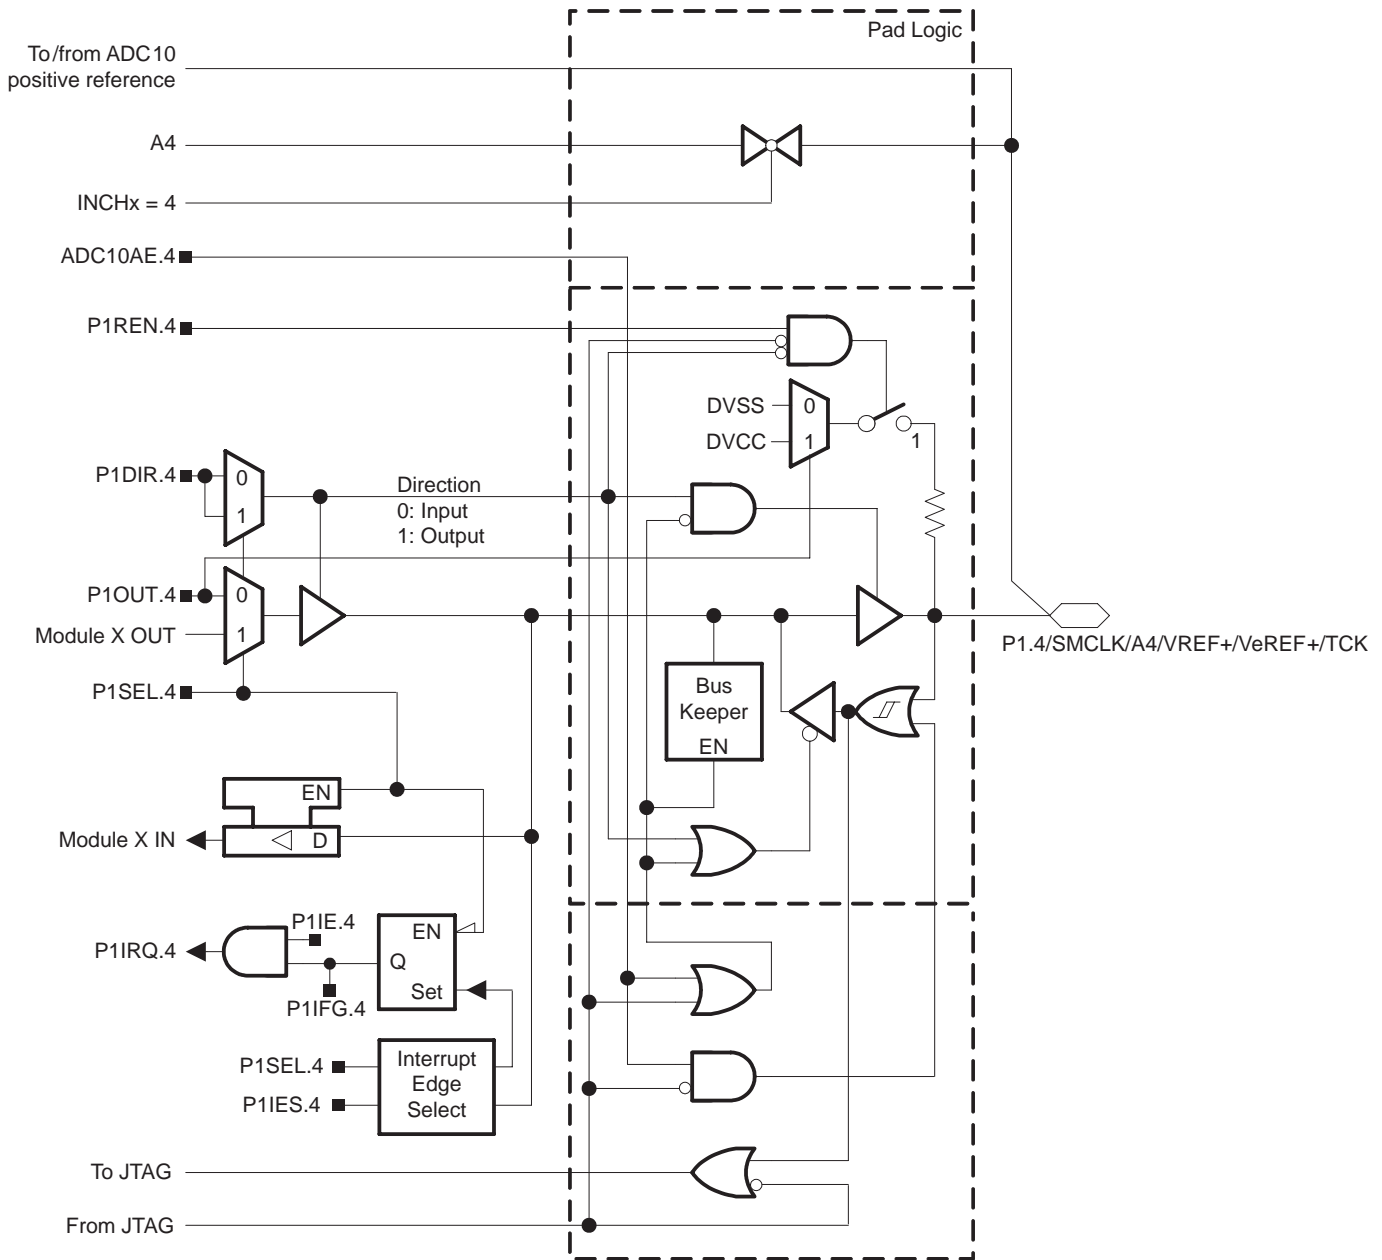 Pad Logic
To/from ADC10
positive reference
A4
INCHx = 4
ADC10AE.4
P1REN.4
DVSS
0
DVCC
1
1
P1DIR.4
0
1
Direction
0: Input
1: Output
P1OUT.4
0
Module X OUT
1
P1.4/SMCLK/A4/VREF+/VeREF+/TCK
P1SEL.4
Bus
Keeper
EN
EN
Module X IN
D
P1IE.4
P1IRQ.4
EN
Q
Set
P1IFG.4
P1SEL.4
P1IES.4
Interrupt
Edge
Select
To JTAG
From JTAG